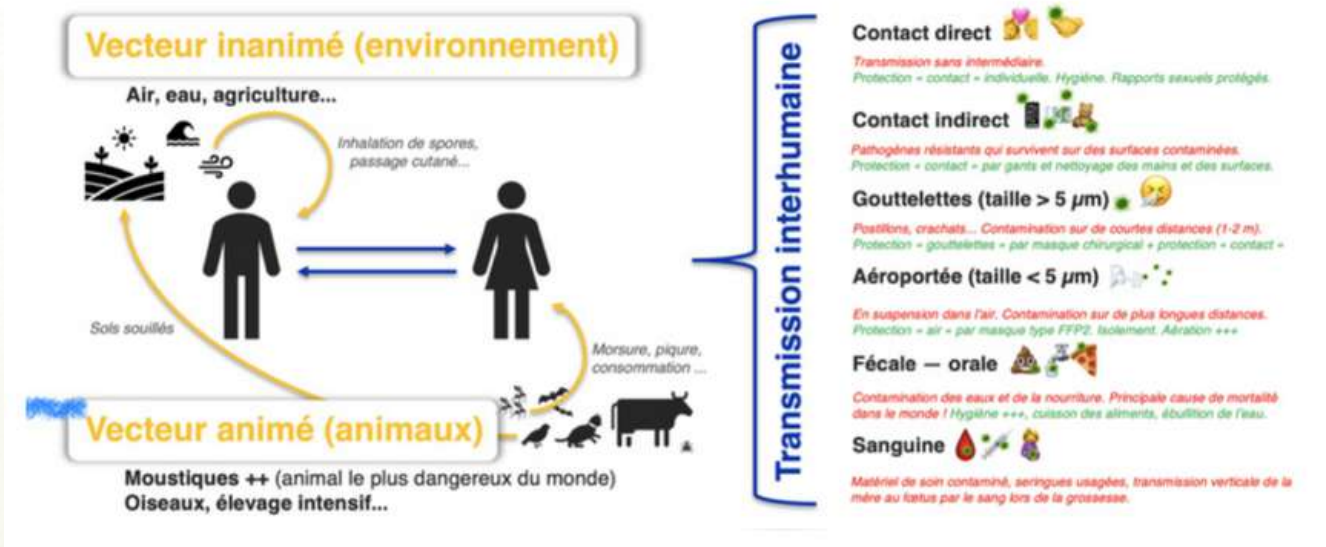 Vecteur inanimé (environnement)
Air, eau, agriculture...
Inhalation de spores,
passage cutané...
Sols souillés
Morsure, piqure,
consommation ...
Vecteur animé (animaux)
Moustiques ++ (animal le plus dangereux du monde)
Oiseaux, élevage intensif...
Transmission interhumaine
Contact direct
Transmission sans intermédiaire.
Protection « contact » individuelle. Hygiène. Rapports sexuels protégés.
Contact indirect
Pathogènes résistants qui survivent sur des surfaces contaminées.
Protection « contact » par gants et nettoyage des mains et des surfaces.
Gouttelettes (taille > 5 µm)
Postillons, crachats... Contamination sur de courtes distances (1-2 m).
Protection « gouttelettes » par masque chirurgical + protection « contact »
Aéroportée (taille < 5 µm)
En suspension dans l'air. Contamination sur de plus longues distances.
Protection « air » par masque type FFP2. Isolement. Aération +++
Fécale — orale
Contamination des eaux et de la nourriture. Principale cause de mortalité
dans le monde ! Hygiène +++, cuisson des aliments, ébullition de l'eau.
Sanguine
Matériel de soin contaminé, seringues usagées, transmission verticale de la
mère au fœtus par le sang lors de la grossesse.